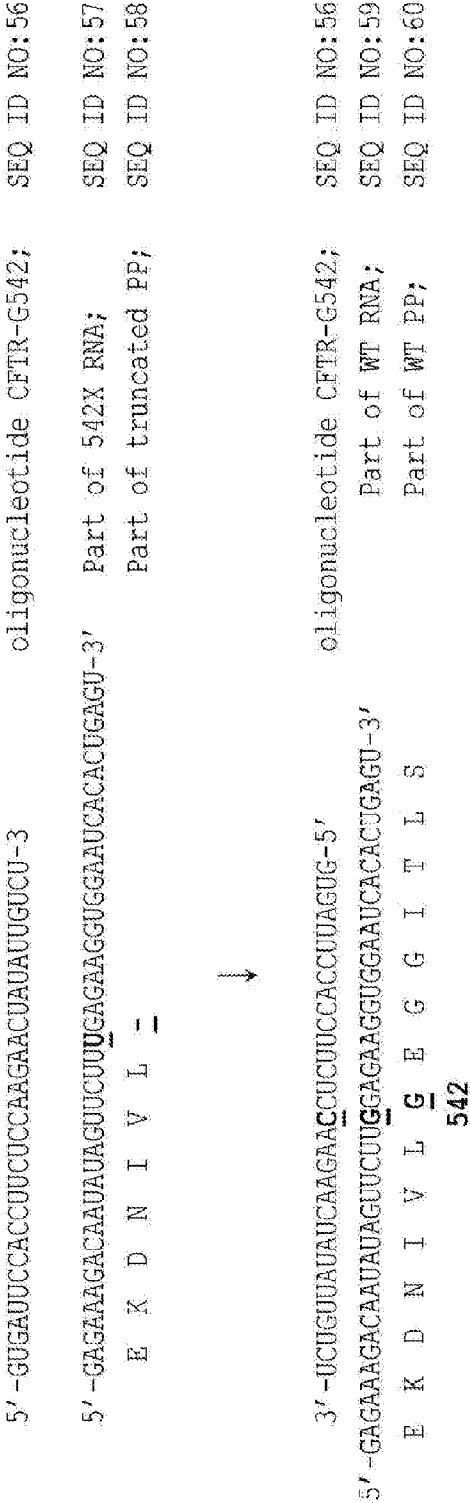 5'-GUGAUUCCACCUUCUCCAAGAACUAUAUUGUCU-3 oligonucleotide CFTR-G542; SEQ ID NO:56
5'-GAGAAAGACAAUAUAGUUCUUUGAGAAGGUGGAAUCACACUGAGU-3' Part of 542X RNA; SEQ ID NO:57
E K D N I V L - Part of truncated PP; SEQ ID NO:58
↓
3'-UCUGUUAUAUCAAGAACCUCUUCCACCUUAGUG-5' oligonucleotide CFTR-G542; SEQ ID NO:56
5'-GAGAAAGACAAUAUAGUUCUUGGAGAAGGUGGAAUCACACUGAGU-3' Part of WT RNA; SEQ ID NO:59
E K D N I V L G E G G I T L S Part of WT PP; SEQ ID NO:60
542